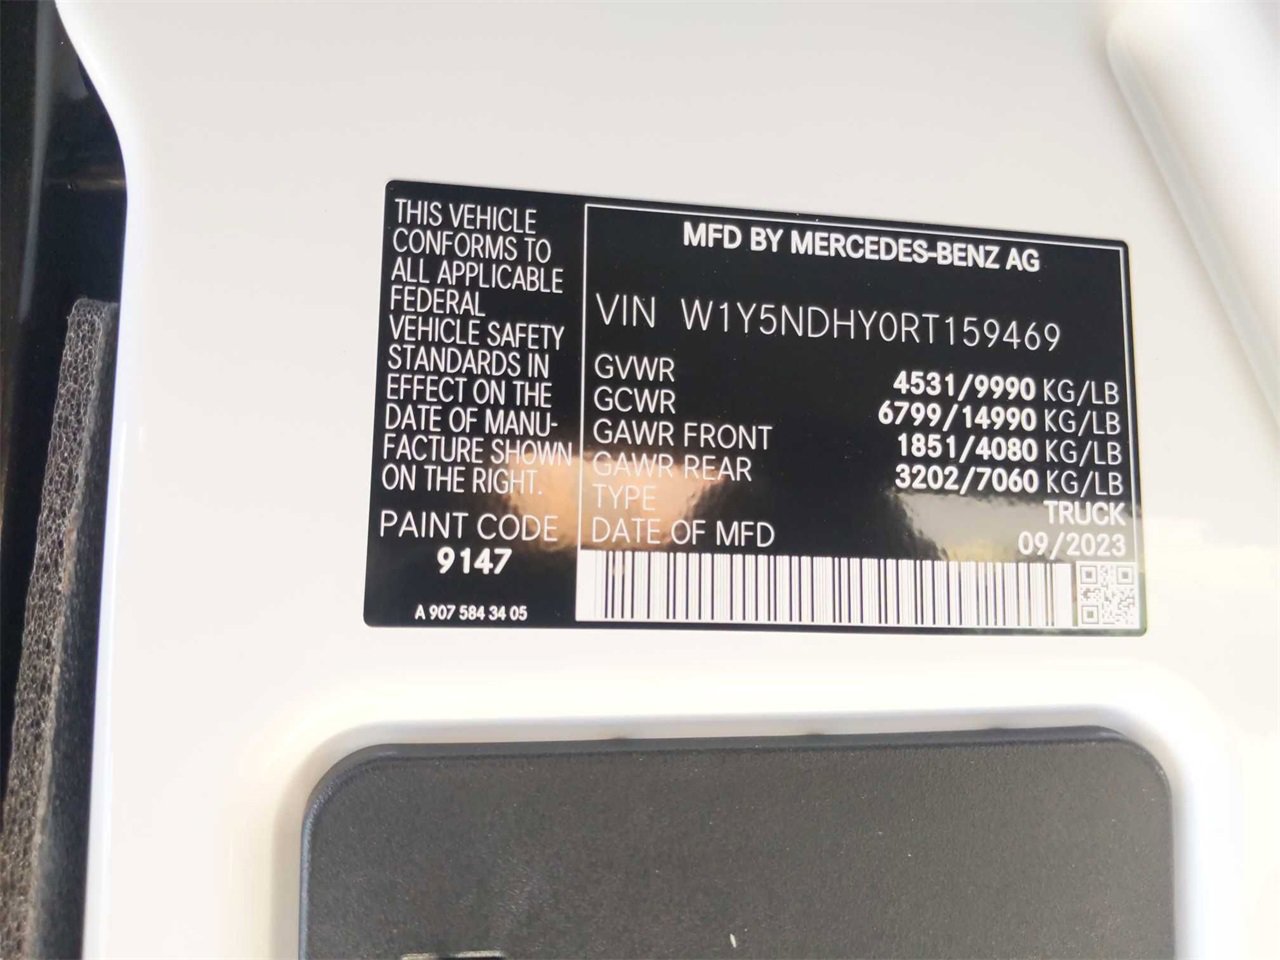 THIS VEHICLE
CONFORMS TO
ALL APPLICABLE
FEDERAL
VEHICLE SAFETY
STANDARDS IN
EFFECT ON THE
DATE OF MANU-
FACTURE SHOWN
ON THE RIGHT.
PAINT CODE
9147
A 907 584 34 05
MFD BY MERCEDES-BENZ AG
VIN W1Y5NDHY0RT159469
GVWR 4531/9990 KG/LB
GCWR 6799/14990 KG/LB
GAWR FRONT 1851/4080 KG/LB
GAWR REAR 3202/7060 KG/LB
TYPE TRUCK
DATE OF MFD 09/2023